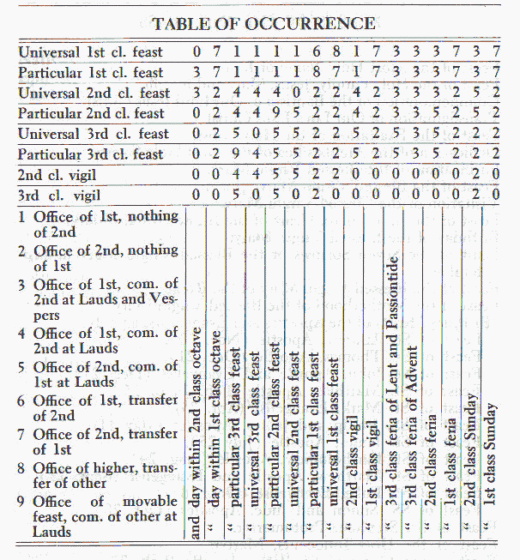 TABLE OF OCCURRENCE
Universal 1st cl. feast 0 7 1 1 1 1 6 8 1 7 3 3 3 7 3 7
Particular 1st cl. feast 3 7 1 1 1 1 8 7 1 7 3 3 3 7 3 7
Universal 2nd cl. feast 3 2 4 4 4 0 2 2 4 2 3 3 3 2 5 2
Particular 2nd cl. feast 0 2 4 4 9 5 2 2 4 2 3 3 5 2 5 2
Universal 3rd cl. feast 0 2 5 0 5 5 2 2 5 2 5 3 5 2 2 2
Particular 3rd cl. feast 0 2 9 4 5 5 2 2 5 2 5 3 5 2 2 2
2nd cl. vigil 0 0 4 4 5 5 2 2 0 0 0 0 0 0 2 0
3rd cl. vigil 0 0 5 0 5 0 2 0 0 0 0 0 0 0 2 0
1 Office of 1st, nothing
of 2nd
2 Office of 2nd, nothing
of 1st
3 Office of 1st, com. of
2nd at Lauds and Ves-
pers
4 Office of 1st, com. of
2nd at Lauds
5 Office of 2nd, com. of
1st at Lauds
6 Office of 1st, transfer
of 2nd
7 Office of 2nd, transfer
of 1st
8 Office of higher, trans-
fer of other
9 Office of movable
feast, com. of other at
Lauds
and day within 2nd class octave
“ day within 1st class octave
“ particular 3rd class feast
“ universal 3rd class feast
“ particular 2nd class feast
“ universal 2nd class feast
“ particular 1st class feast
“ universal 1st class feast
“ 2nd class vigil
“ 1st class vigil
“ 3rd class feria of Lent and Passiontide
“ 3rd class feria of Advent
“ 2nd class feria
“ 1st class feria
“ 2nd class Sunday
“ 1st class Sunday